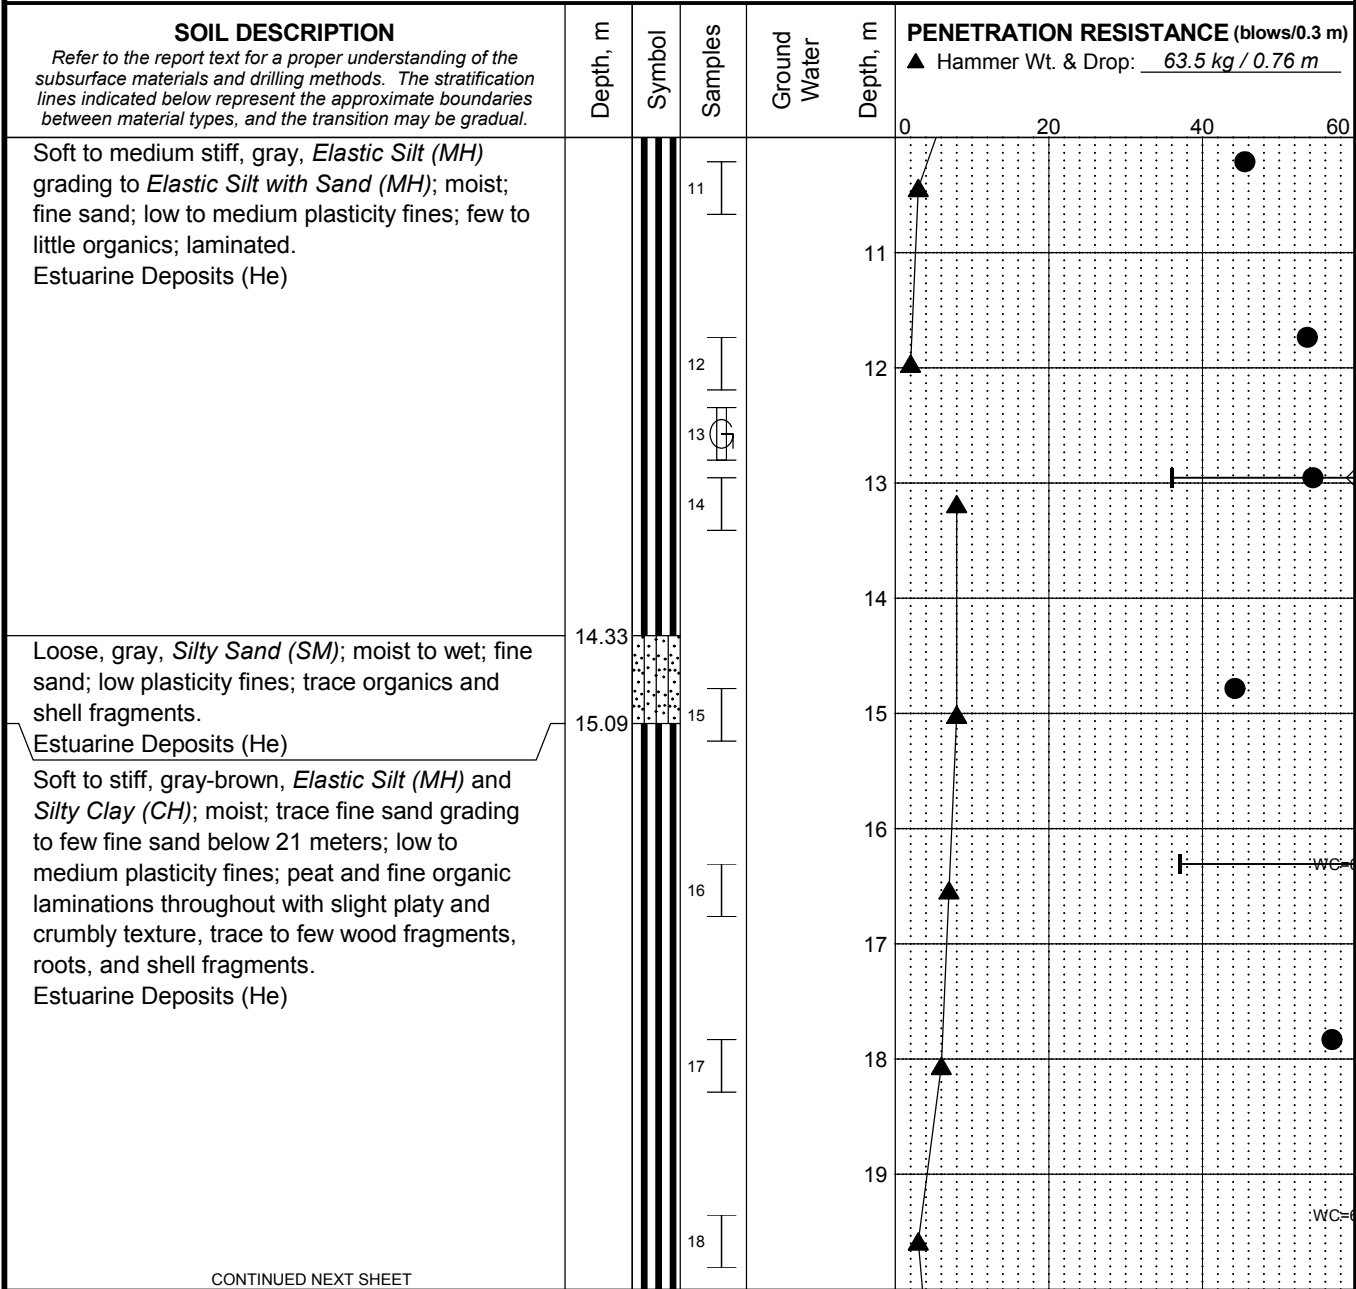 SOIL DESCRIPTION
Refer to the report text for a proper understanding of the
subsurface materials and drilling methods. The stratification
lines indicated below represent the approximate boundaries
between material types, and the transition may be gradual.
Depth, m
Symbol
Samples
Ground
Water
Depth, m
PENETRATION RESISTANCE (blows/0.3 m)
▲ Hammer Wt. & Drop: 63.5 kg / 0.76 m
0 20 40 60
Soft to medium stiff, gray, Elastic Silt (MH)
grading to Elastic Silt with Sand (MH); moist;
fine sand; low to medium plasticity fines; few to
little organics; laminated.
Estuarine Deposits (He)
11
11
12
12
13 G
13
14
14
14.33
Loose, gray, Silty Sand (SM); moist to wet; fine
sand; low plasticity fines; trace organics and
shell fragments.
Estuarine Deposits (He)
15.09
15
15
Soft to stiff, gray-brown, Elastic Silt (MH) and
Silty Clay (CH); moist; trace fine sand grading
to few fine sand below 21 meters; low to
medium plasticity fines; peat and fine organic
laminations throughout with slight platy and
crumbly texture, trace to few wood fragments,
roots, and shell fragments.
Estuarine Deposits (He)
16
WC=
16
17
17
18
19
WC=6
18
CONTINUED NEXT SHEET